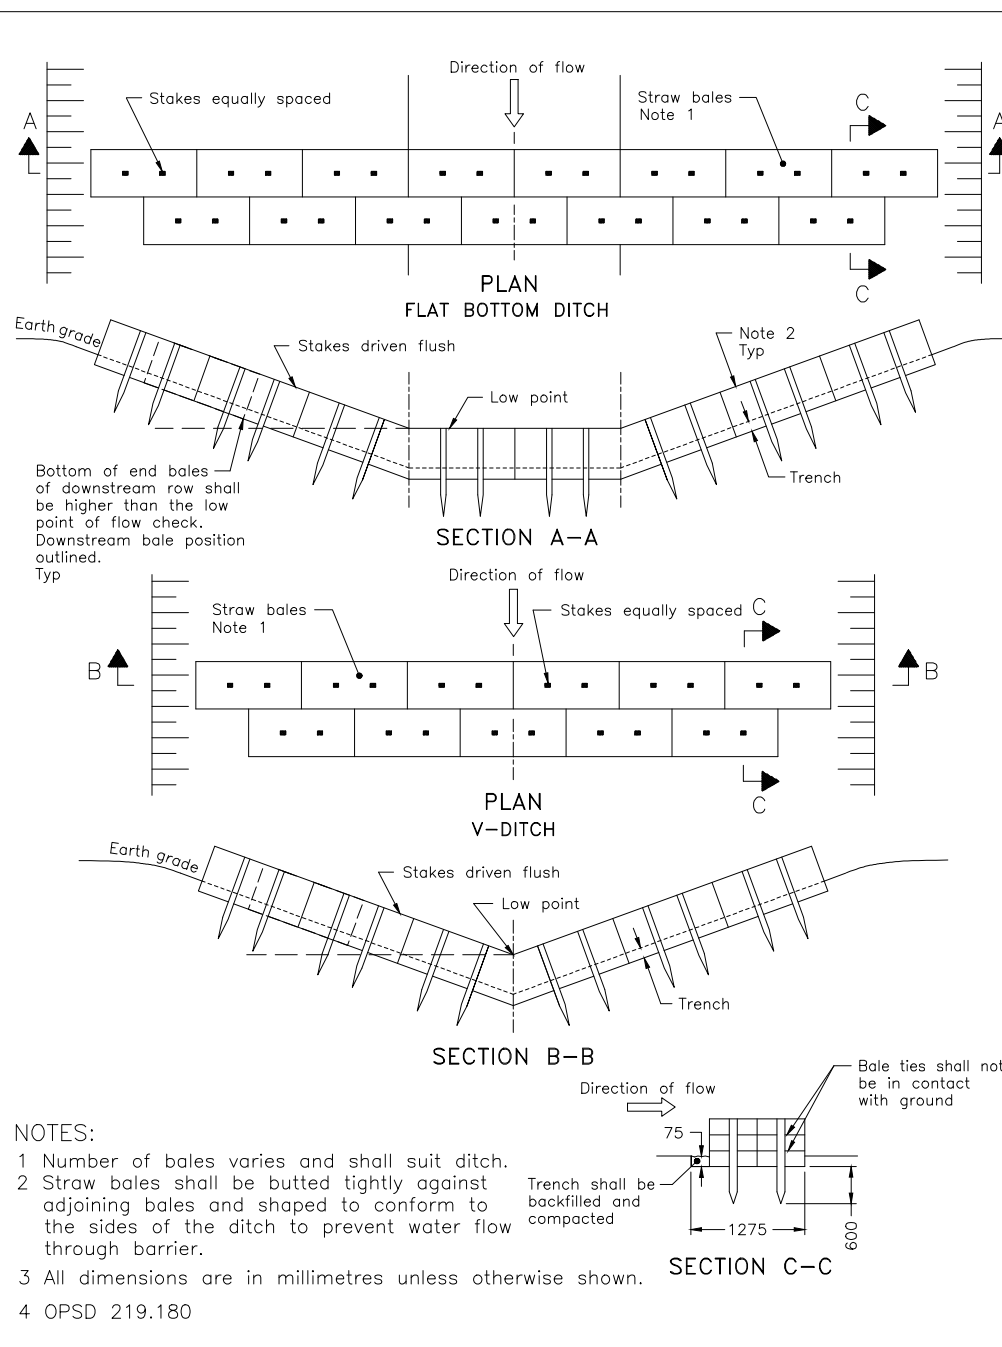 Direction of flow
Stakes equally spaced
Straw bales
Note 1
C
A
A
C
PLAN
FLAT BOTTOM DITCH
Earth grade
Stakes driven flush
Note 2
Typ
Low point
Trench
Bottom of end bales
of downstream row shall
be higher than the low
point of flow check.
Downstream bale position
outlined.
Typ
SECTION A-A
Direction of flow
Straw bales
Note 1
Stakes equally spaced
C
B
B
C
PLAN
V-DITCH
Earth grade
Stakes driven flush
Low point
Trench
SECTION B-B
Direction of flow
Bale ties shall not
be in contact
with ground
75
Trench shall be
backfilled and
compacted
1275
600
SECTION C-C
NOTES:
1 Number of bales varies and shall suit ditch.
2 Straw bales shall be butted tightly against
adjoining bales and shaped to conform to
the sides of the ditch to prevent water flow
through barrier.
3 All dimensions are in millimetres unless otherwise shown.
4 OPSD 219.180